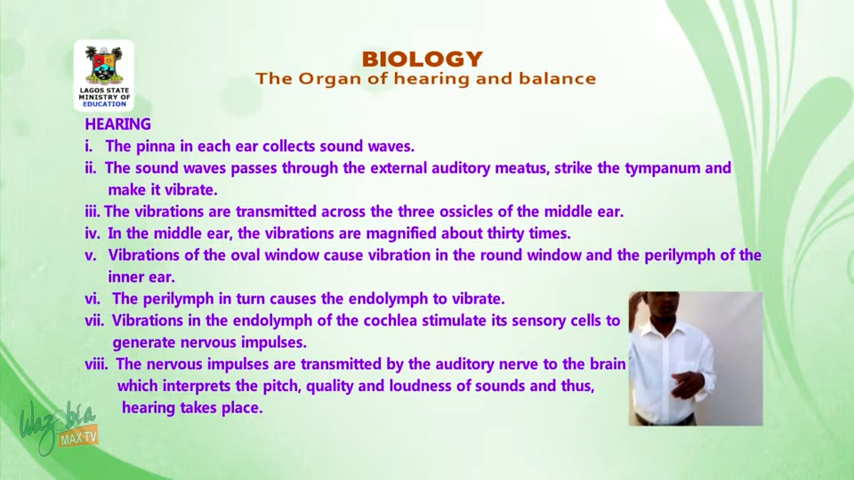 BIOLOGY
The Organ of hearing and balance
LAGOS STATE
MINISTRY OF
EDUCATION
HEARING
i. The pinna in each ear collects sound waves.
ii. The sound waves passes through the external auditory meatus, strike the tympanum and
make it vibrate.
iii. The vibrations are transmitted across the three ossicles of the middle ear.
iv. In the middle ear, the vibrations are magnified about thirty times.
v. Vibrations of the oval window cause vibration in the round window and the perilymph of the
inner ear.
vi. The perilymph in turn causes the endolymph to vibrate.
vii. Vibrations in the endolymph of the cochlea stimulate its sensory cells to
generate nervous impulses.
viii. The nervous impulses are transmitted by the auditory nerve to the brain
which interprets the pitch, quality and loudness of sounds and thus,
hearing takes place.
Wazobia
MAX TV